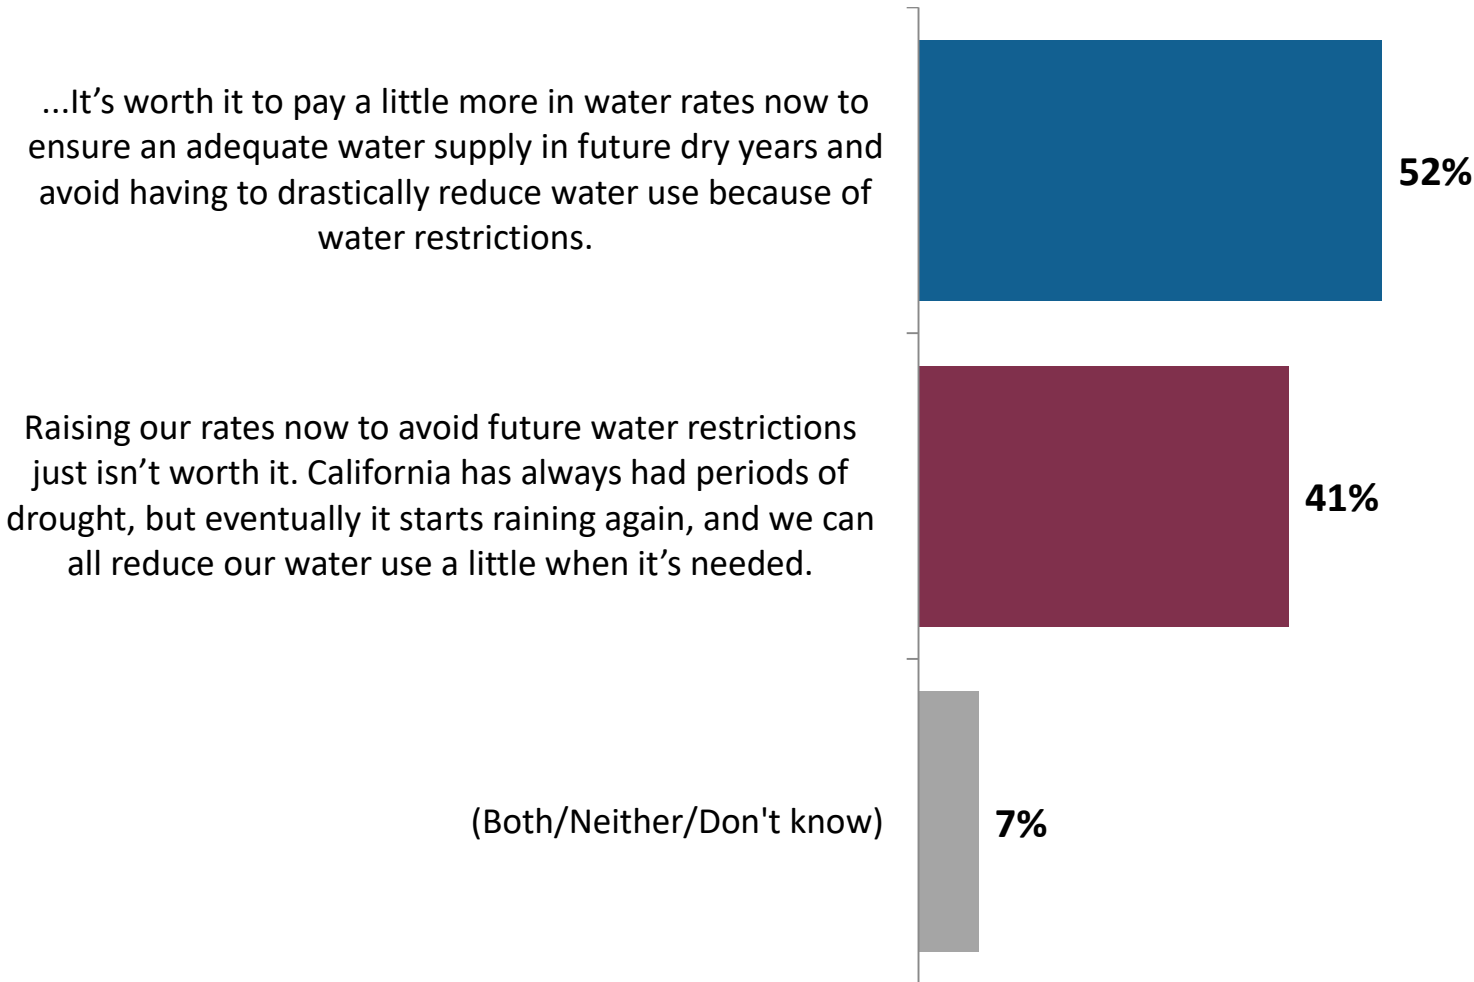 ...It’s worth it to pay a little more in water rates now to
ensure an adequate water supply in future dry years and
avoid having to drastically reduce water use because of
water restrictions.
52%
Raising our rates now to avoid future water restrictions
just isn’t worth it. California has always had periods of
drought, but eventually it starts raining again, and we can
all reduce our water use a little when it’s needed.
41%
(Both/Neither/Don't know)
7%